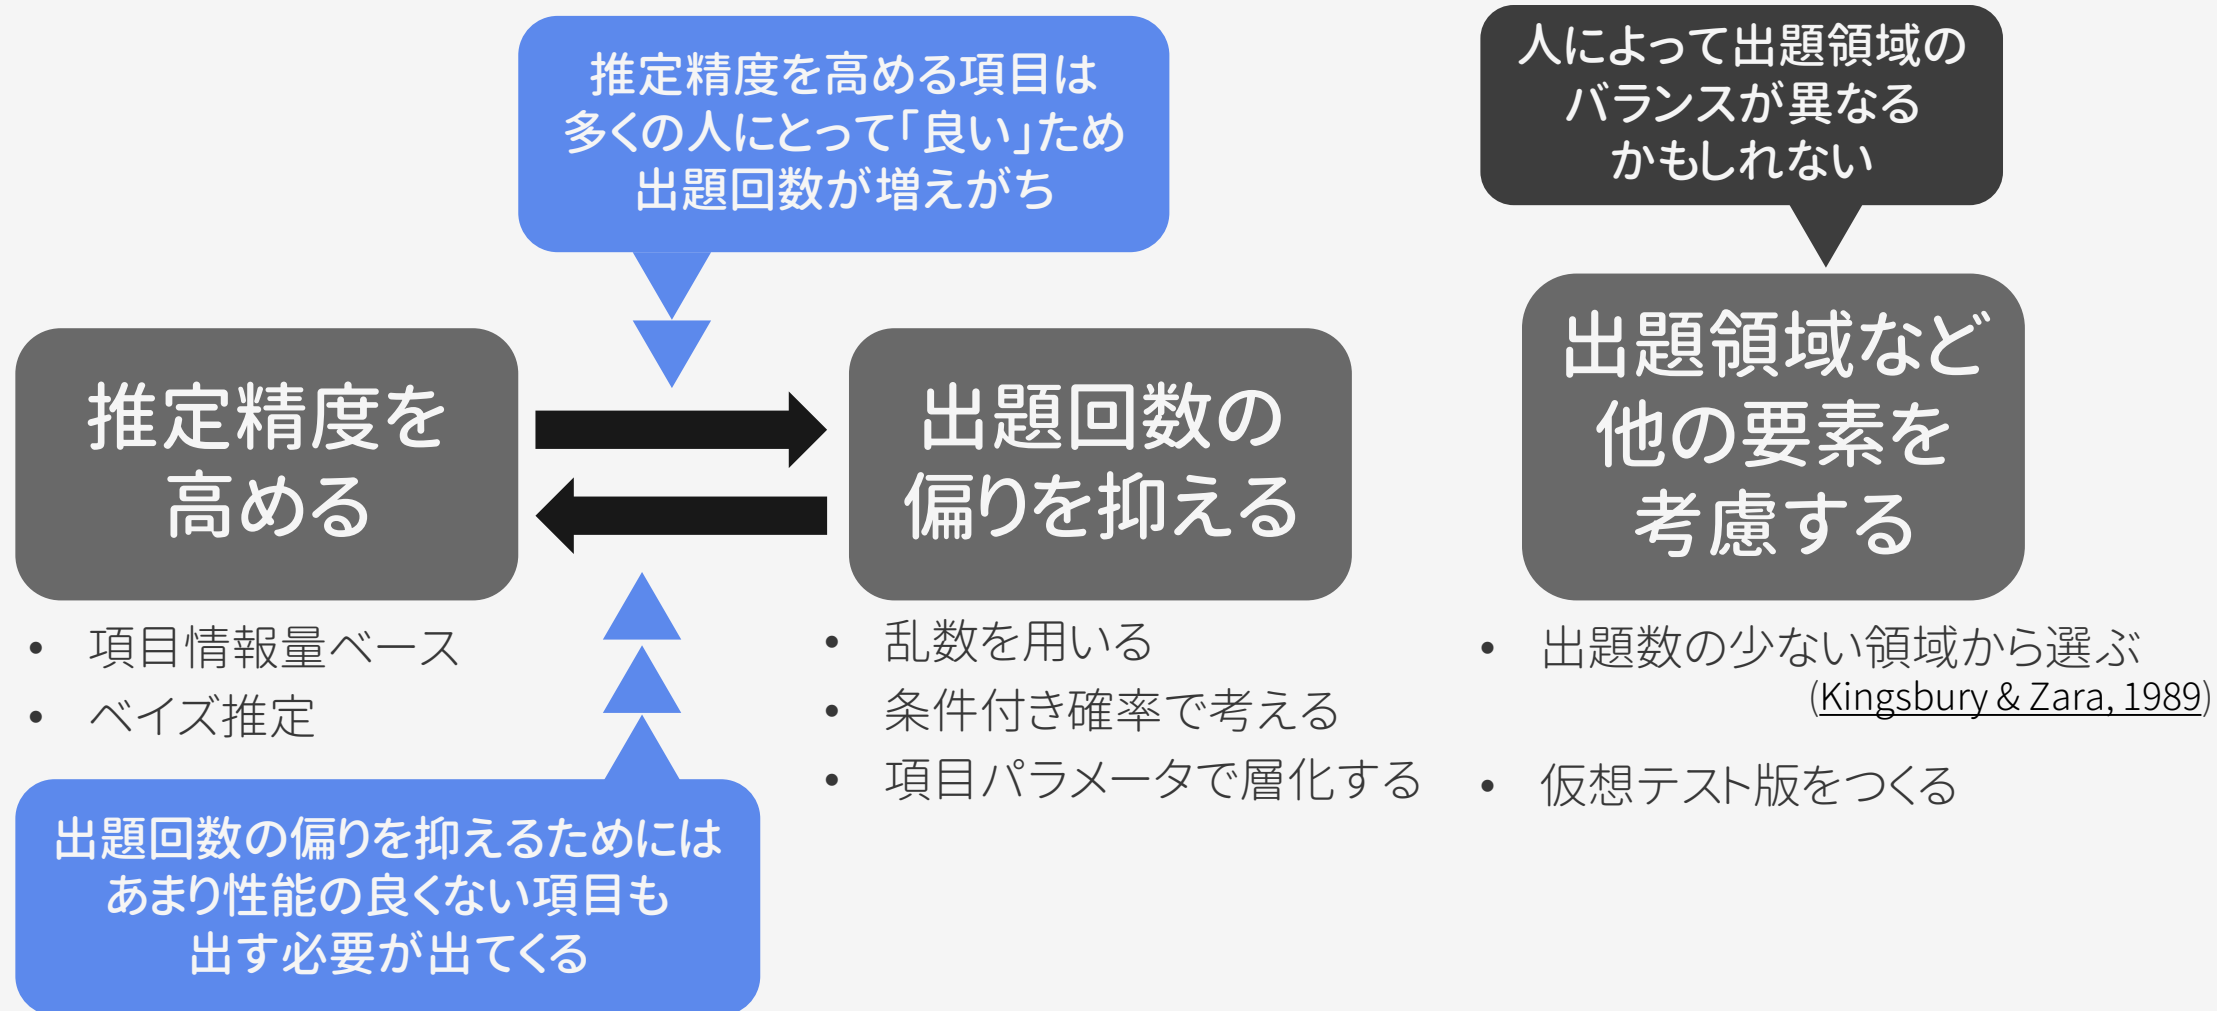 推定精度を高める項目は
多くの人にとって「良い」ため
出題回数が増えがち
人によって出題領域の
バランスが異なる
かもしれない
推定精度を
高める
出題回数の
偏りを抑える
出題領域など
他の要素を
考慮する
• 項目情報量ベース
• ベイズ推定
• 乱数を用いる
• 条件付き確率で考える
• 項目パラメータで層化する
• 出題数の少ない領域から選ぶ
(Kingsbury & Zara, 1989)
• 仮想テスト版をつくる
出題回数の偏りを抑えるためには
あまり性能の良くない項目も
出す必要が出てくる